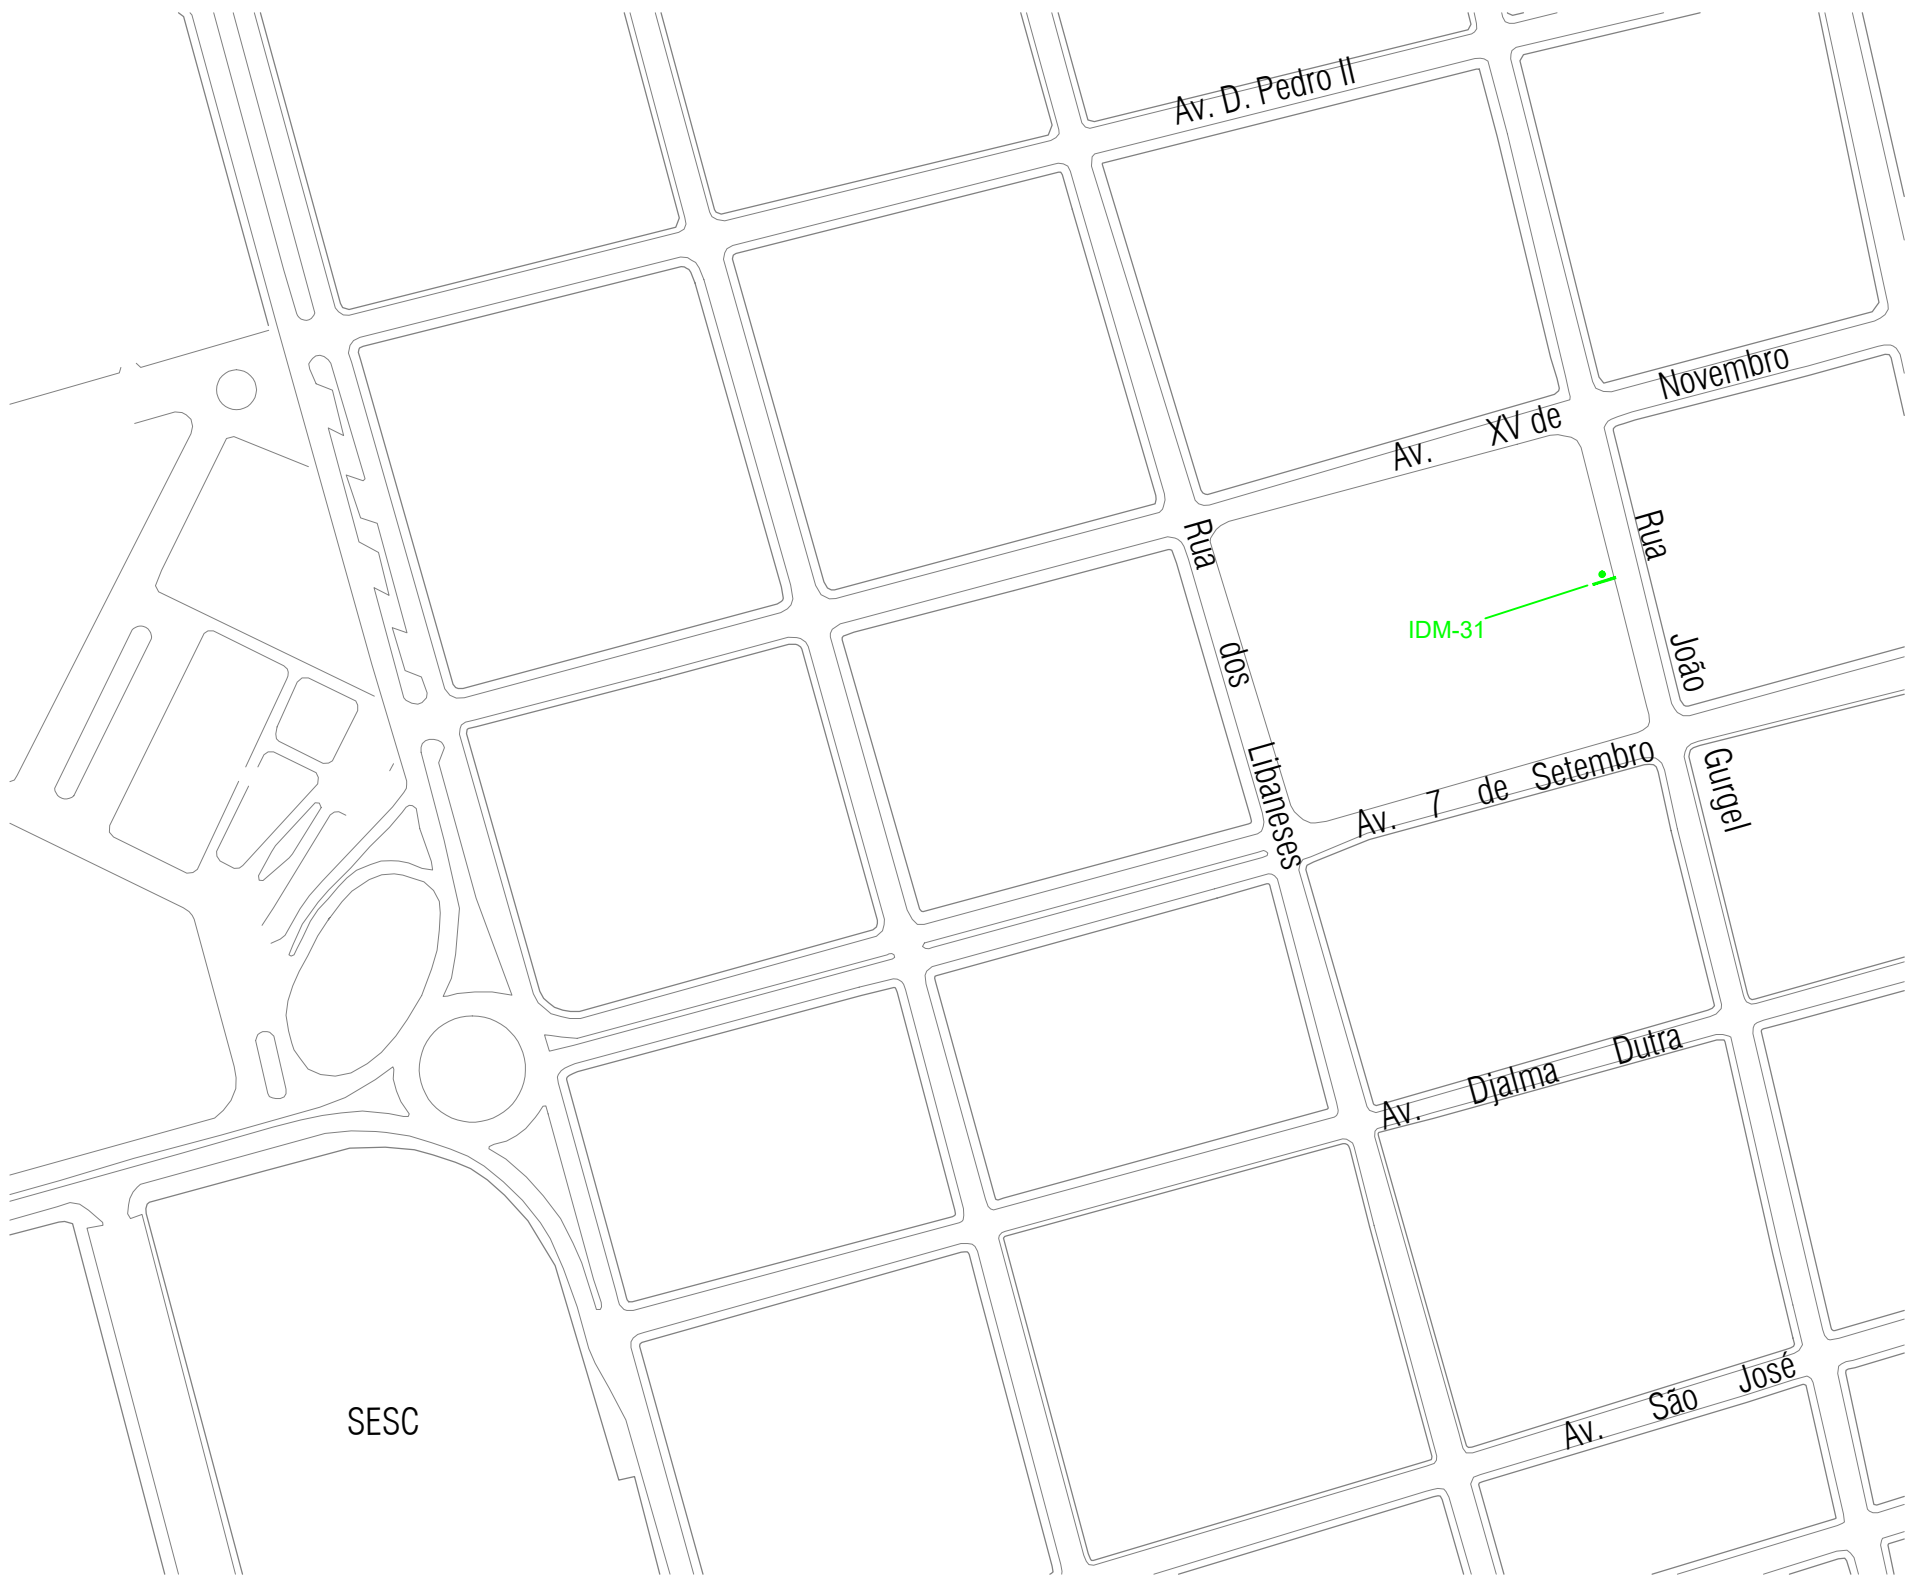 Av. D. Pedro II
Av. XV de Novembro
Rua dos Libaneses
Rua João Gurgel
IDM-31
Av. 7 de Setembro
Av. Djalma Dutra
Av. São José
SESC